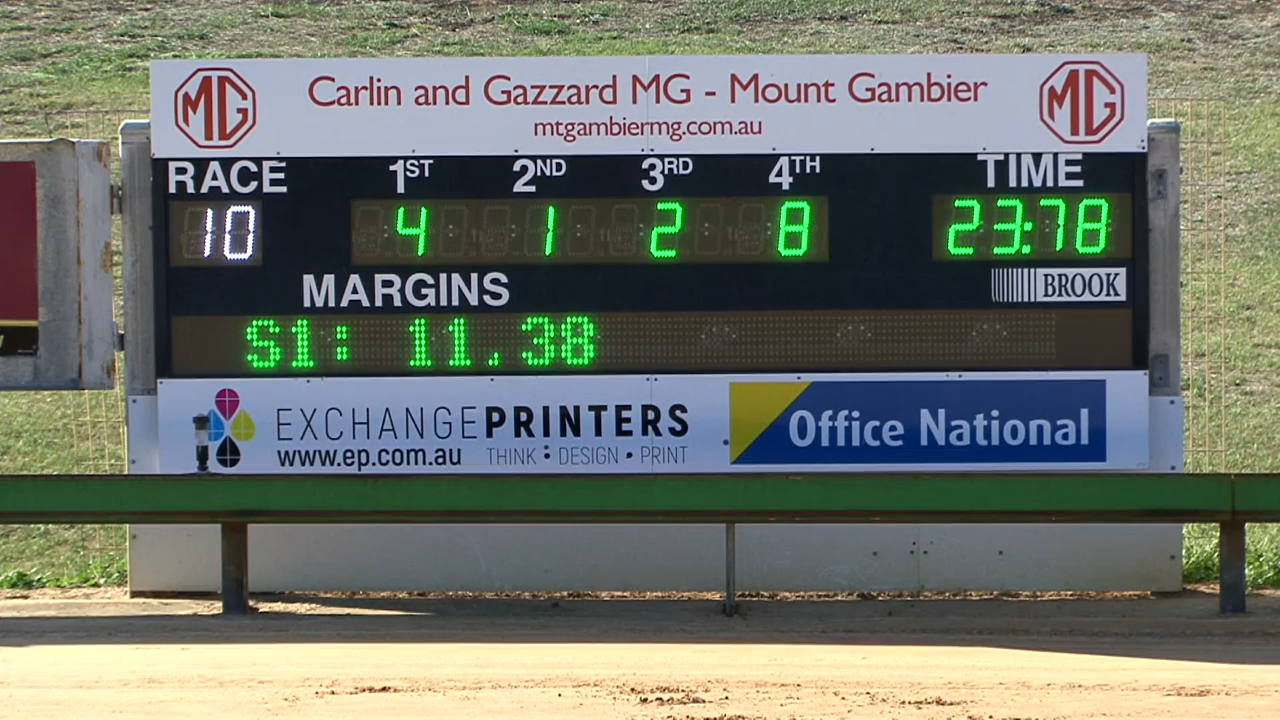 MG Carlin and Gazzard MG - Mount Gambier MG
mtgambiermg.com.au
RACE 1ST 2ND 3RD 4TH TIME
10 4 1 2 8 23:78
MARGINS BROOK
S1: 11.38
EXCHANGEPRINTERS Office National
www.ep.com.au THINK : DESIGN • PRINT